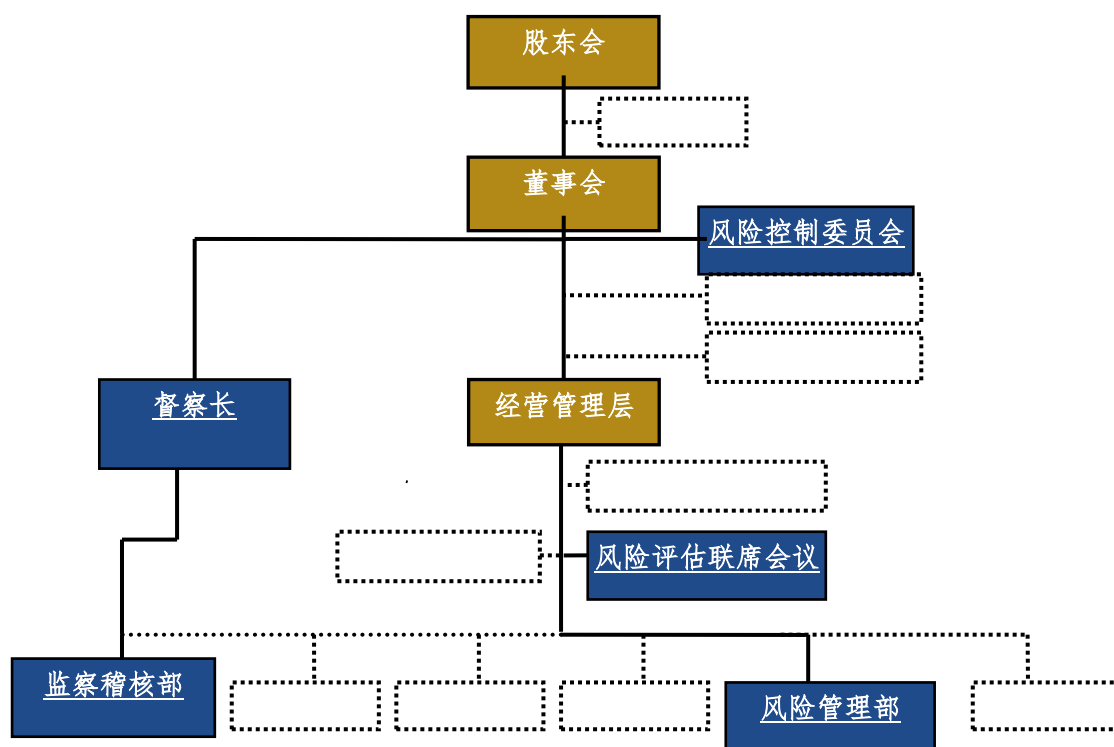 股东会
董事会
风险控制委员会
督察长
经营管理层
风险评估联席会议
监察稽核部
风险管理部